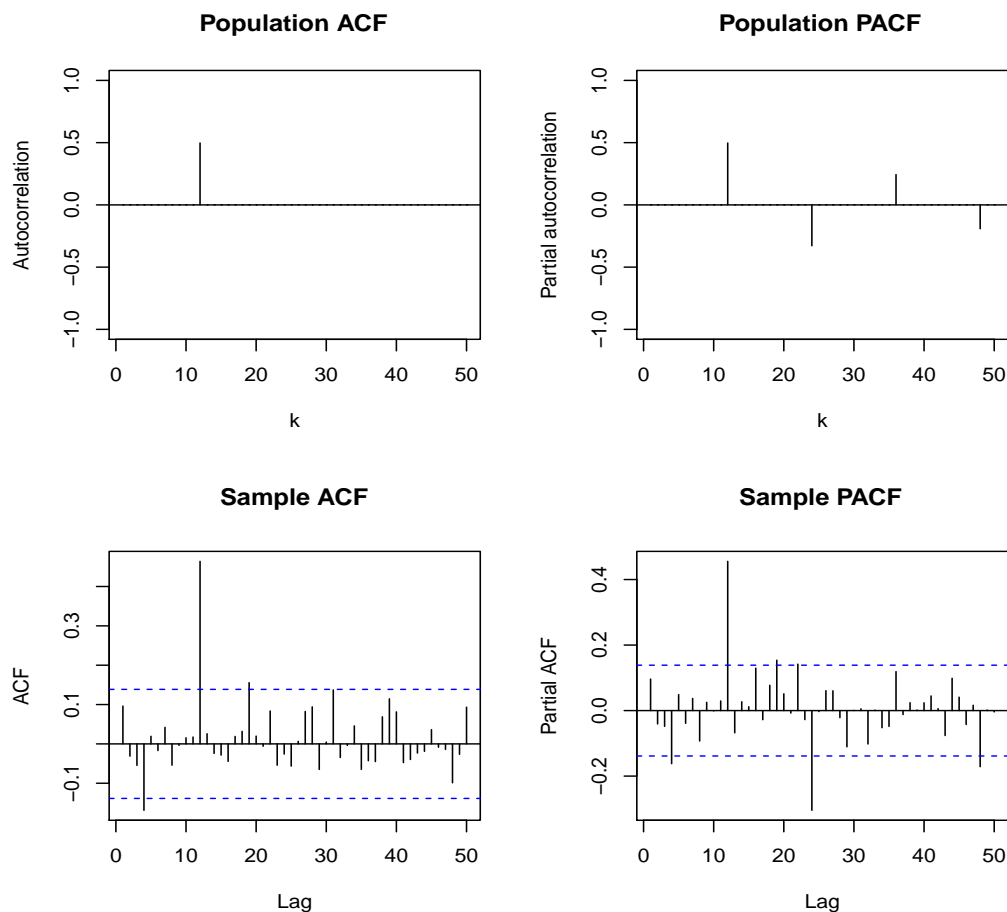 Population ACF
Autocorrelation
1.0
0.5
0.0
−0.5
−1.0
0 10 20 30 40 50
k
Population PACF
Partial autocorrelation
1.0
0.5
0.0
−0.5
−1.0
0 10 20 30 40 50
k
Sample ACF
ACF
0.3
0.1
−0.1
0 10 20 30 40 50
Lag
Sample PACF
Partial ACF
0.4
0.2
0.0
−0.2
0 10 20 30 40 50
Lag